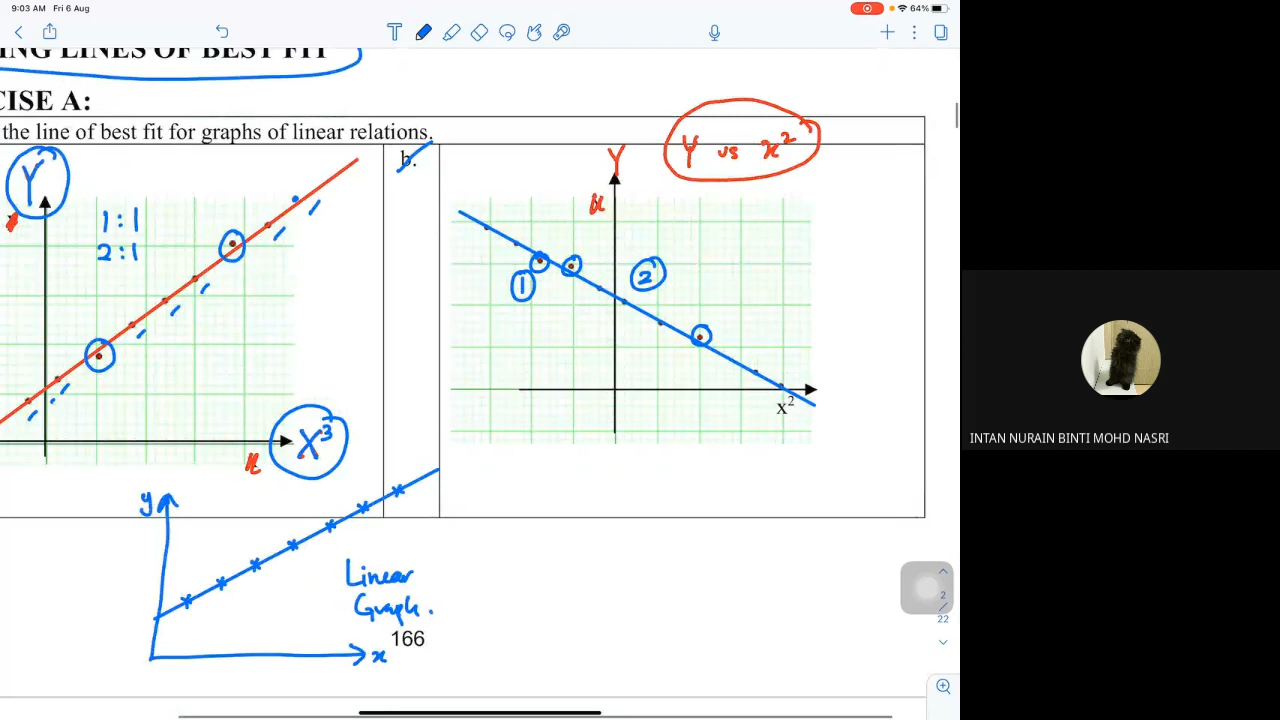 9:03 AM Fri 6 Aug
64%
ING LINES OF BEST FIT
CISE A:
the line of best fit for graphs of linear relations.
Y
1:1
2:1
X³
b.
Y vs x²
Y
1
2
x²
y
x
Linear
Graph.
166
2
22
INTAN NURAIN BINTI MOHD NASRI